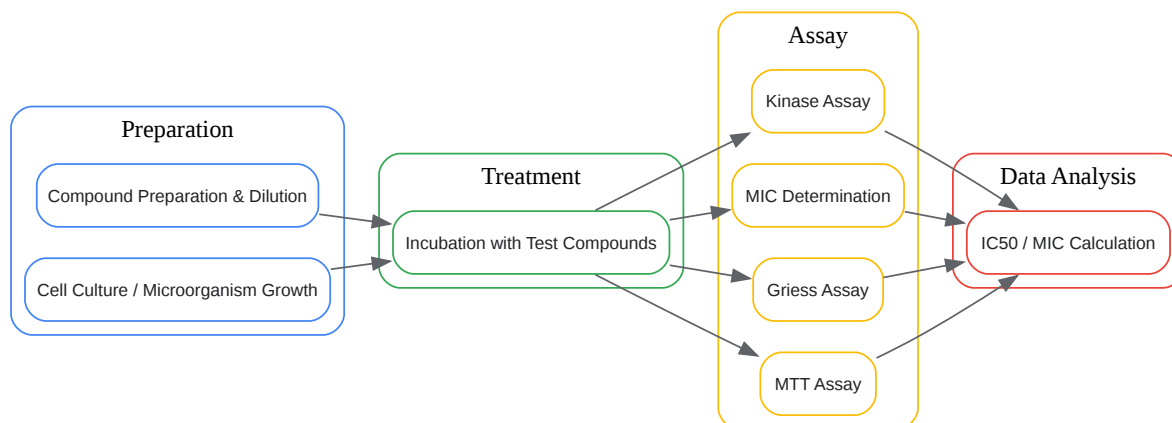 Preparation
Compound Preparation & Dilution
Cell Culture / Microorganism Growth
Treatment
Incubation with Test Compounds
Assay
Kinase Assay
MIC Determination
Griess Assay
MTT Assay
Data Analysis
IC50 / MIC Calculation